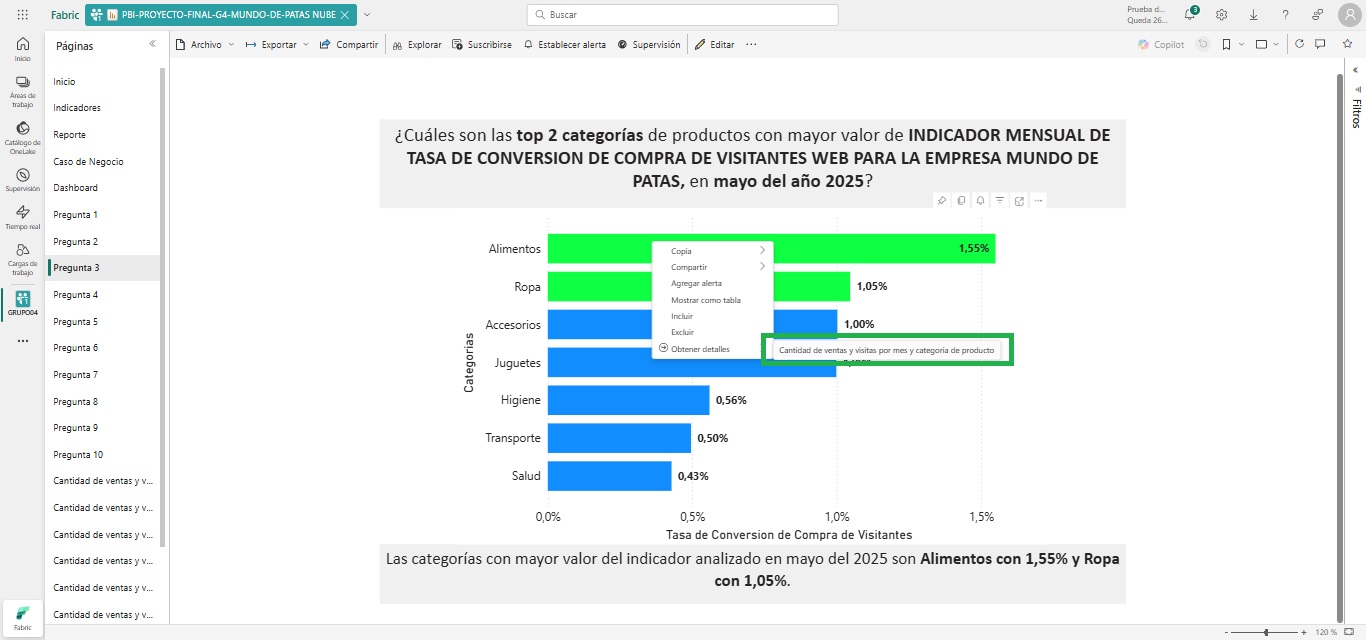 Fabric
PBI-PROYECTO-FINAL-G4-MUNDO-DE-PATAS NUBE
Buscar
Prueba d...
Queda 26...
3
Inicio
Áreas de
trabajo
Catálogo de
OneLake
Supervisión
Tiempo real
Cargas de
trabajo
GRUPO04
Fabric
Páginas
Inicio
Indicadores
Reporte
Caso de Negocio
Dashboard
Pregunta 1
Pregunta 2
Pregunta 3
Pregunta 4
Pregunta 5
Pregunta 6
Pregunta 7
Pregunta 8
Pregunta 9
Pregunta 10
Cantidad de ventas y v...
Cantidad de ventas y v...
Cantidad de ventas y v...
Cantidad de ventas y v...
Cantidad de ventas y v...
Cantidad de ventas y v...
Archivo
Exportar
Compartir
Explorar
Suscribirse
Establecer alerta
Supervisión
Editar
Copilot
Filtros
¿Cuáles son las top 2 categorías de productos con mayor valor de INDICADOR MENSUAL DE
TASA DE CONVERSION DE COMPRA DE VISITANTES WEB PARA LA EMPRESA MUNDO DE
PATAS, en mayo del año 2025?
Categorias
Alimentos
1,55%
Ropa
1,05%
Accesorios
1,00%
Juguetes
Higiene
0,56%
Transporte
0,50%
Salud
0,43%
Copia
Compartir
Agregar alerta
Mostrar como tabla
Incluir
Excluir
Obtener detalles
Cantidad de ventas y visitas por mes y categoria de producto
0,0%
0,5%
1,0%
1,5%
Tasa de Conversion de Compra de Visitantes
Las categorías con mayor valor del indicador analizado en mayo del 2025 son Alimentos con 1,55% y Ropa
con 1,05%.
120 %